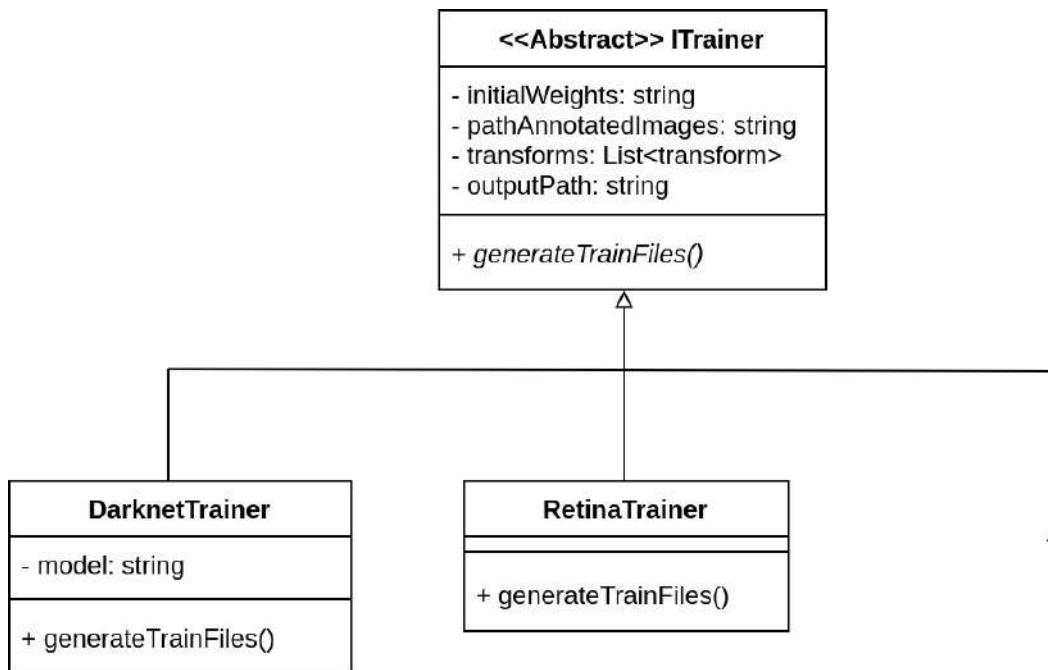 <<Abstract>> ITrainer
- initialWeights: string
- pathAnnotatedImages: string
- transforms: List<transform>
- outputPath: string
+ generateTrainFiles()
DarknetTrainer
- model: string
+ generateTrainFiles()
RetinaTrainer
+ generateTrainFiles()